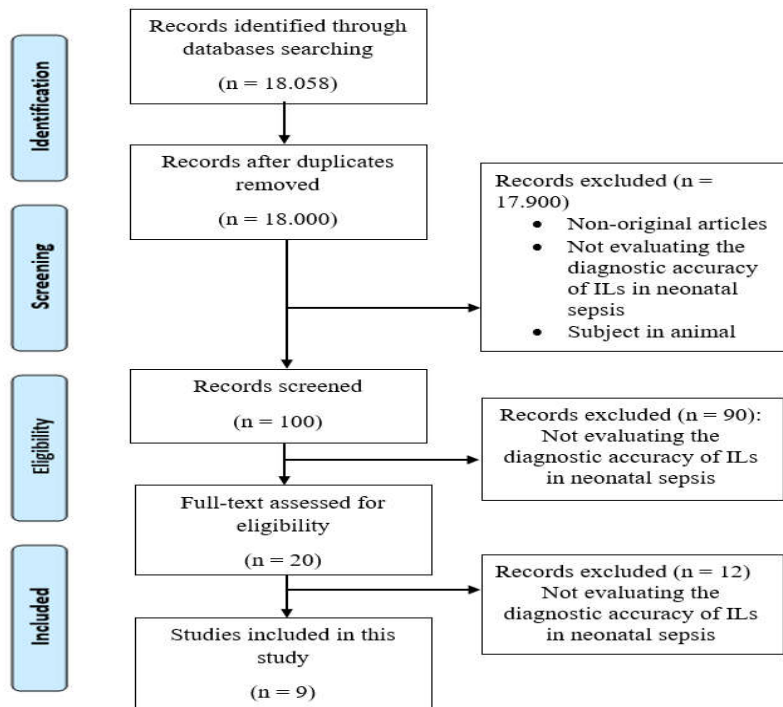 Identification
Records identified through
databases searching
(n = 18.058)
Records after duplicates
removed
(n = 18.000)
Screening
Records excluded (n =
17.900)
• Non-original articles
• Not evaluating the
diagnostic accuracy
of ILs in neonatal
sepsis
• Subject in animal
Eligibility
Records screened
(n = 100)
Records excluded (n = 90):
Not evaluating the
diagnostic accuracy of ILs
in neonatal sepsis
Full-text assessed for
eligibility
(n = 20)
Included
Records excluded (n = 12)
Not evaluating the
diagnostic accuracy of ILs
in neonatal sepsis
Studies included in this
study
(n = 9)